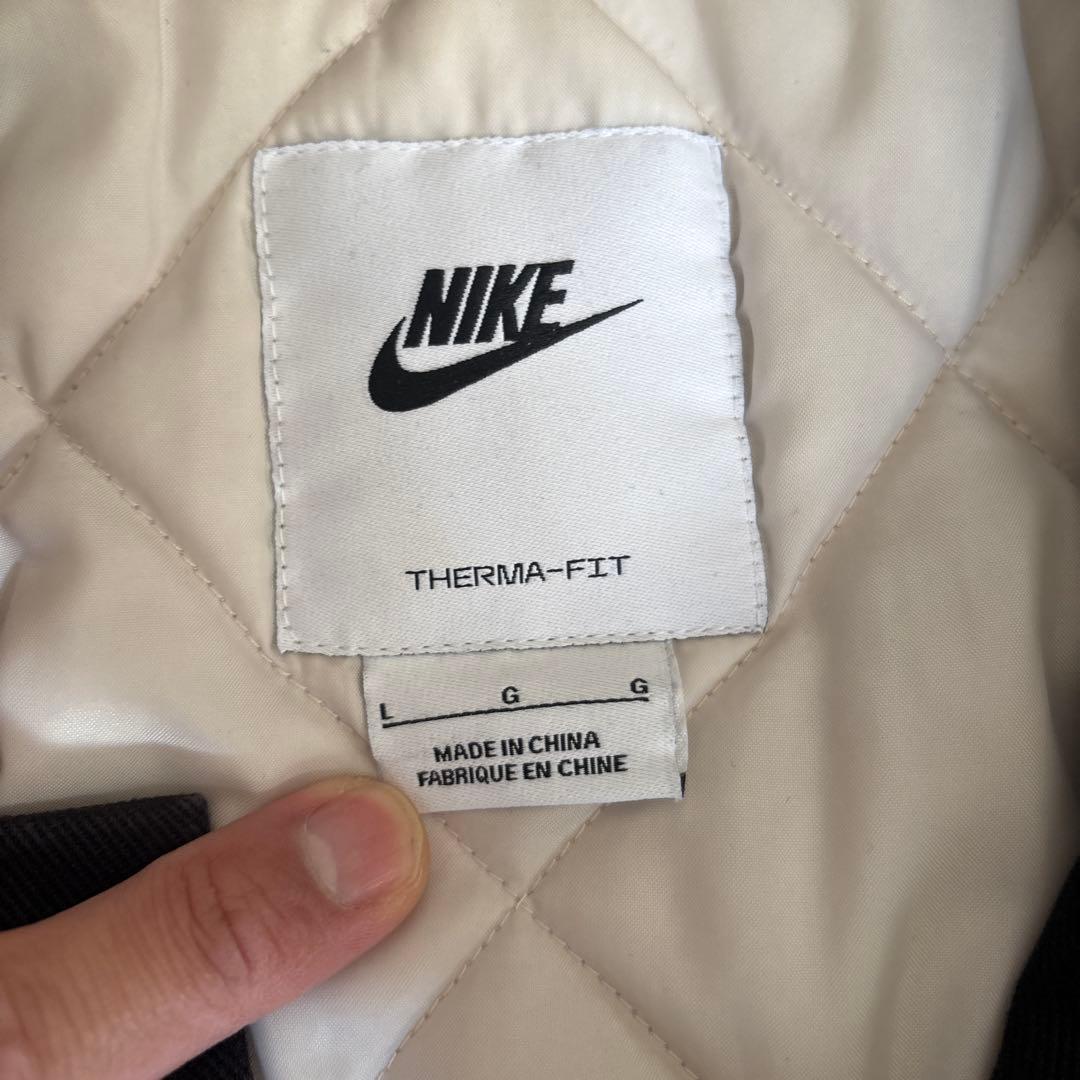 NIKE
THERMA-FIT
L G G
MADE IN CHINA
FABRIQUE EN CHINE